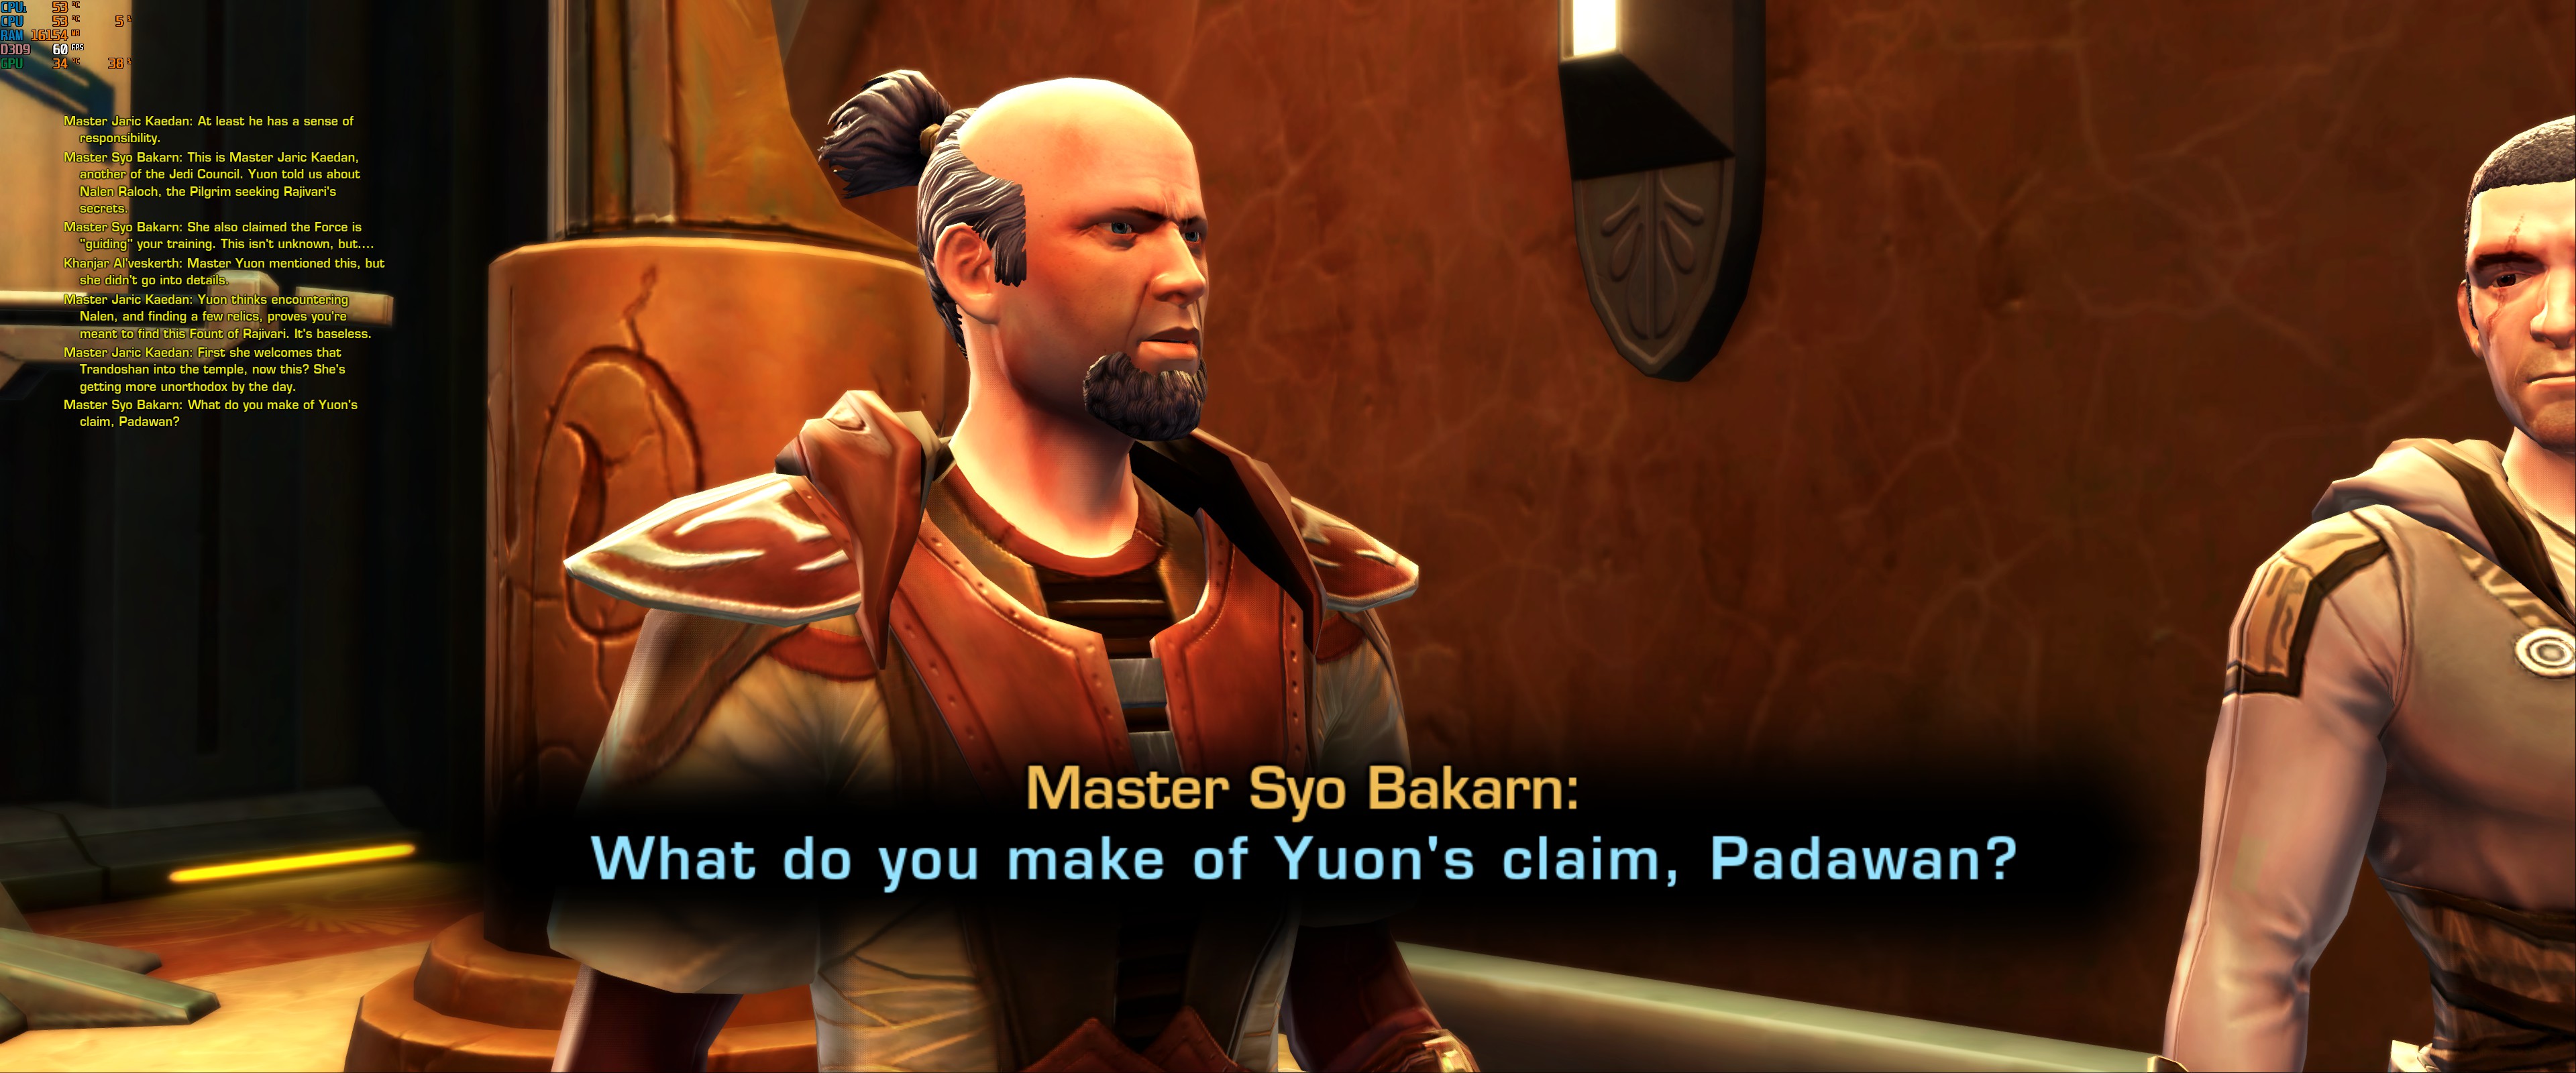 CPU₁ 53 °C
CPU 53 °C 5 %
RAM 16154 MB
D3D9 60 FPS
GPU 34 °C 38 %
Master Jaric Kaedan: At least he has a sense of
responsibility.
Master Syo Bakarn: This is Master Jaric Kaedan,
another of the Jedi Council. Yuon told us about
Nalen Raloch, the Pilgrim seeking Rajivari's
secrets.
Master Syo Bakarn: She also claimed the Force is
"guiding" your training. This isn't unknown, but....
Khanjar Al'veskerth: Master Yuon mentioned this, but
she didn't go into details.
Master Jaric Kaedan: Yuon thinks encountering
Nalen, and finding a few relics, proves you're
meant to find this Fount of Rajivari. It's baseless.
Master Jaric Kaedan: First she welcomes that
Trandoshan into the temple, now this? She's
getting more unorthodox by the day.
Master Syo Bakarn: What do you make of Yuon's
claim, Padawan?
Master Syo Bakarn:
What do you make of Yuon's claim, Padawan?